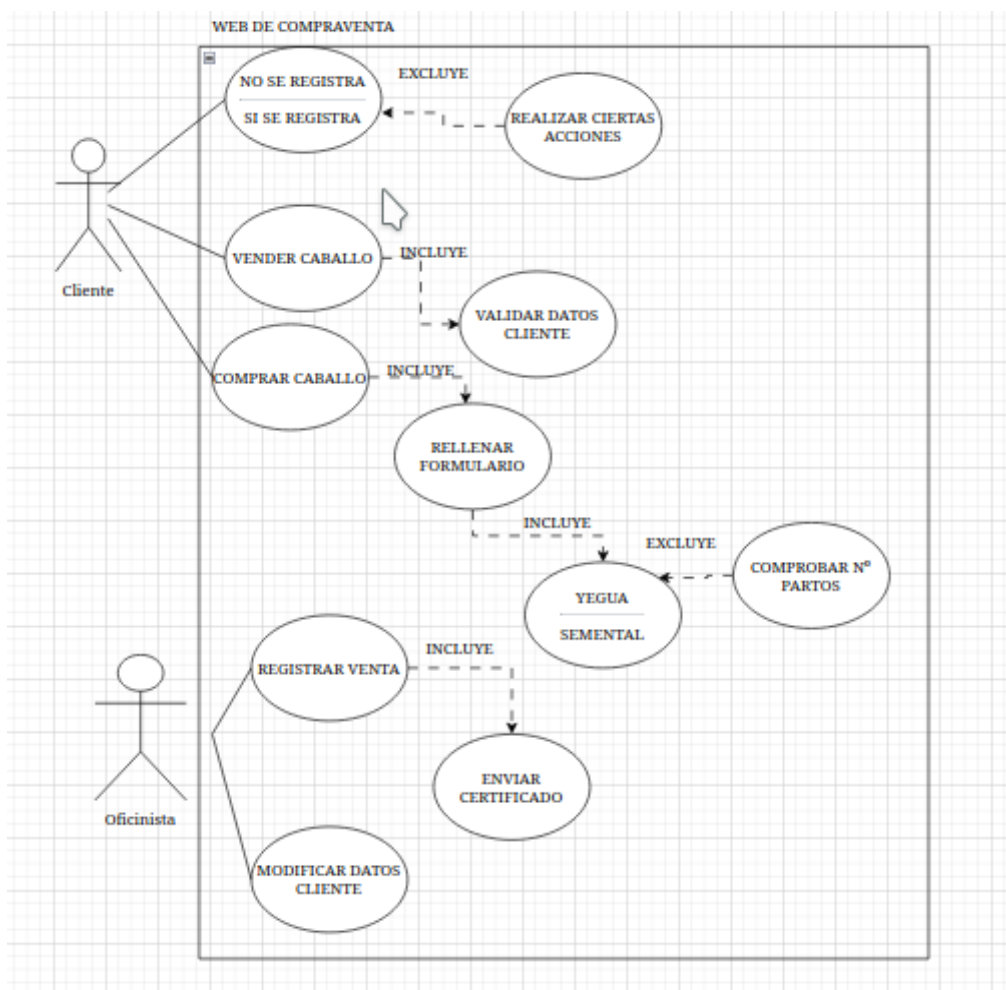 WEB DE COMPRAVENTA
NO SE REGISTRA
SI SE REGISTRA
EXCLUYE
REALIZAR CIERTAS
ACCIONES
Cliente
VENDER CABALLO
INCLUYE
VALIDAR DATOS
CLIENTE
COMPRAR CABALLO
INCLUYE
RELLENAR
FORMULARIO
INCLUYE
EXCLUYE
COMPROBAR Nº
PARTOS
YEGUA
SEMENTAL
REGISTRAR VENTA
INCLUYE
Oficinista
ENVIAR
CERTIFICADO
MODIFICAR DATOS
CLIENTE